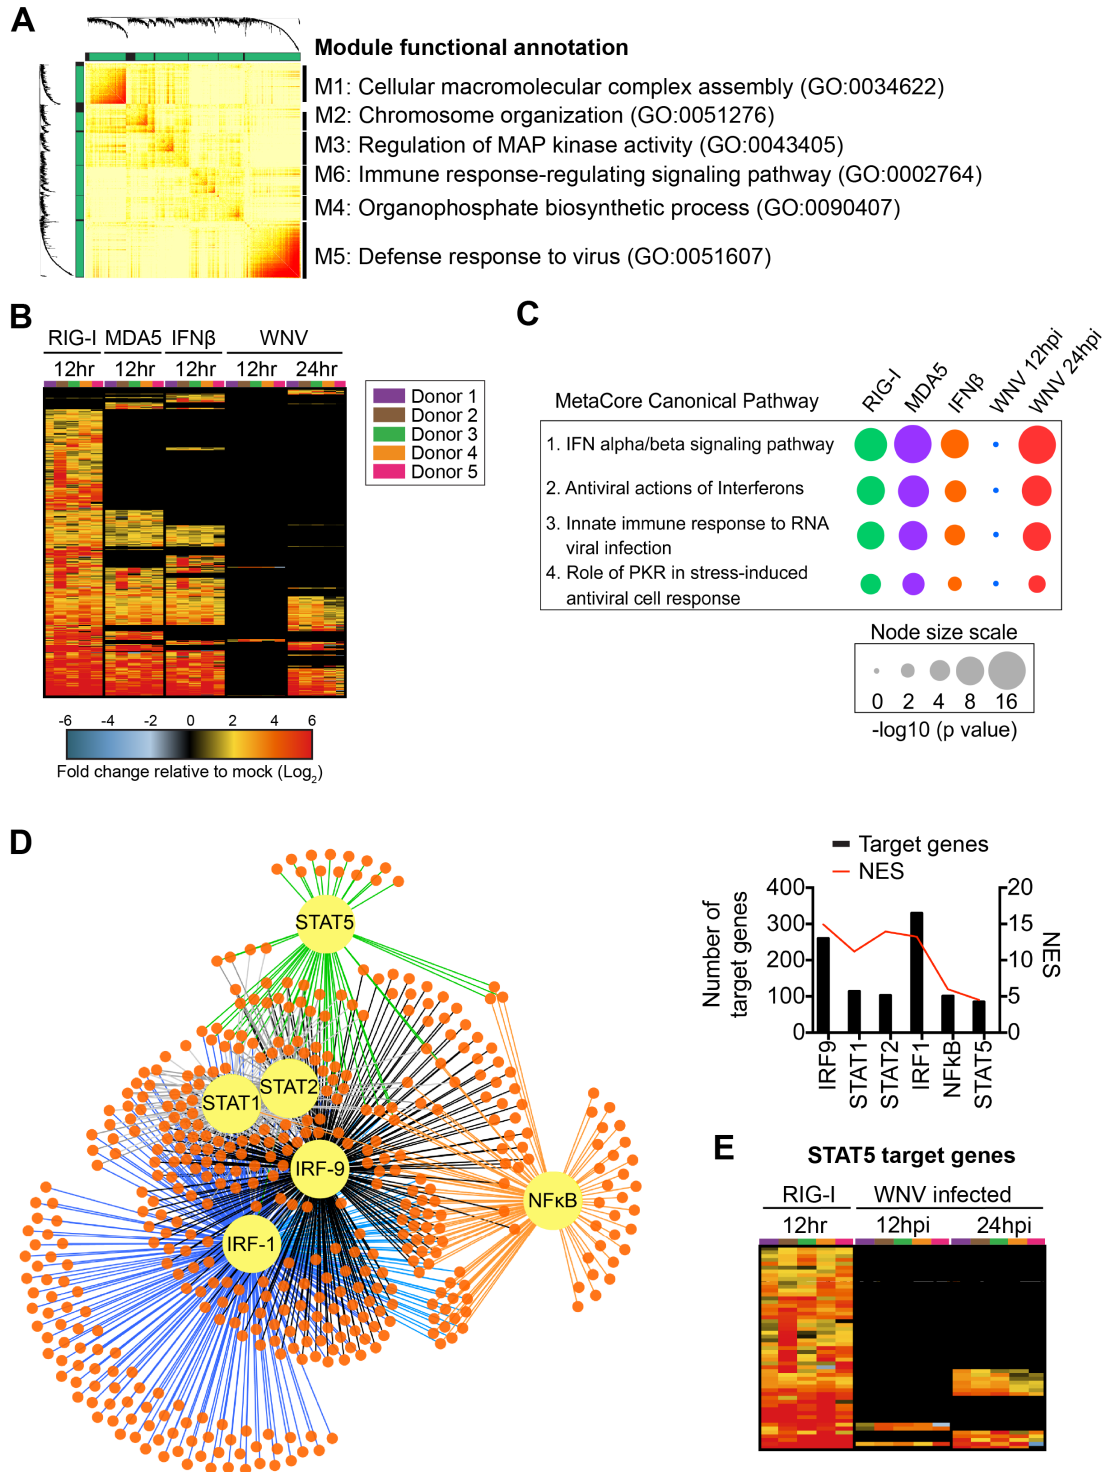 A
Module functional annotation
M1: Cellular macromolecular complex assembly (GO:0034622)
M2: Chromosome organization (GO:0051276)
M3: Regulation of MAP kinase activity (GO:0043405)
M6: Immune response-regulating signaling pathway (GO:0002764)
M4: Organophosphate biosynthetic process (GO:0090407)
M5: Defense response to virus (GO:0051607)
B
RIG-I MDA5 IFNβ WNV
12hr 12hr 12hr 12hr 24hr
Donor 1
Donor 2
Donor 3
Donor 4
Donor 5
-6 -4 -2 0 2 4 6
Fold change relative to mock (Log2)
C
MetaCore Canonical Pathway
RIG-I
MDA5
IFNβ
WNV 12hpi
WNV 24hpi
1. IFN alpha/beta signaling pathway
2. Antiviral actions of Interferons
3. Innate immune response to RNA
viral infection
4. Role of PKR in stress-induced
antiviral cell response
Node size scale
0 2 4 8 16
-log10 (p value)
D
STAT5
STAT2
STAT1
IRF-9
NFκB
IRF-1
Target genes
NES
Number of
target genes
400
300
200
100
0
20
15
10
5
0
NES
IRF9
STAT1
STAT2
IRF1
NFκB
STAT5
E
STAT5 target genes
RIG-I WNV infected
12hr 12hpi 24hpi